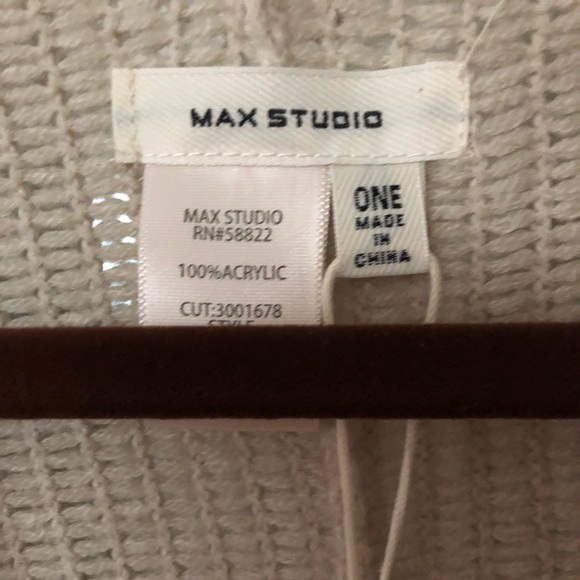 MAX STUDIO
MAX STUDIO
RN#58822
100%ACRYLIC
CUT:3001678
ONE
MADE
IN
CHINA